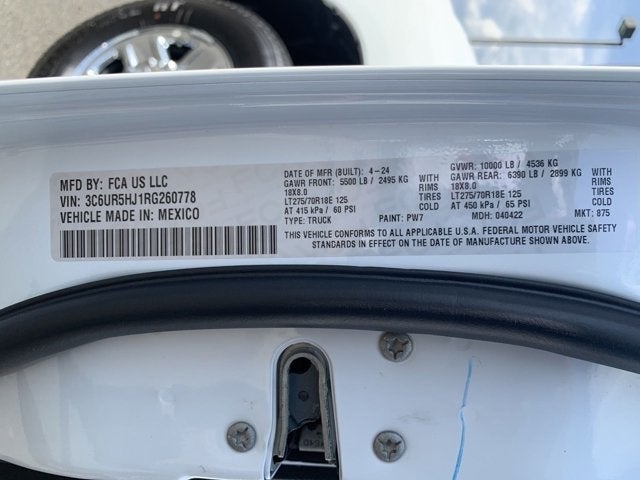 MFD BY: FCA US LLC
VIN: 3C6UR5HJ1RG260778
VEHICLE MADE IN: MEXICO
DATE OF MFR (BUILT): 4-24
GAWR FRONT: 5500 LB / 2495 KG
18X8.0
LT275/70R18E 125
AT 415 kPa / 60 PSI
TYPE: TRUCK
WITH
RIMS
TIRES
COLD
PAINT: PW7
GVWR: 10000 LB / 4536 KG
GAWR REAR: 6390 LB / 2899 KG
18X8.0
LT275/70R18E 125
AT 450 kPa / 65 PSI
MDH: 040422
WITH
RIMS
TIRES
COLD
MKT: 875
THIS VEHICLE CONFORMS TO ALL APPLICABLE U.S.A. FEDERAL MOTOR VEHICLE SAFETY
STANDARDS IN EFFECT ON THE DATE OF MANUFACTURE SHOWN ABOVE.